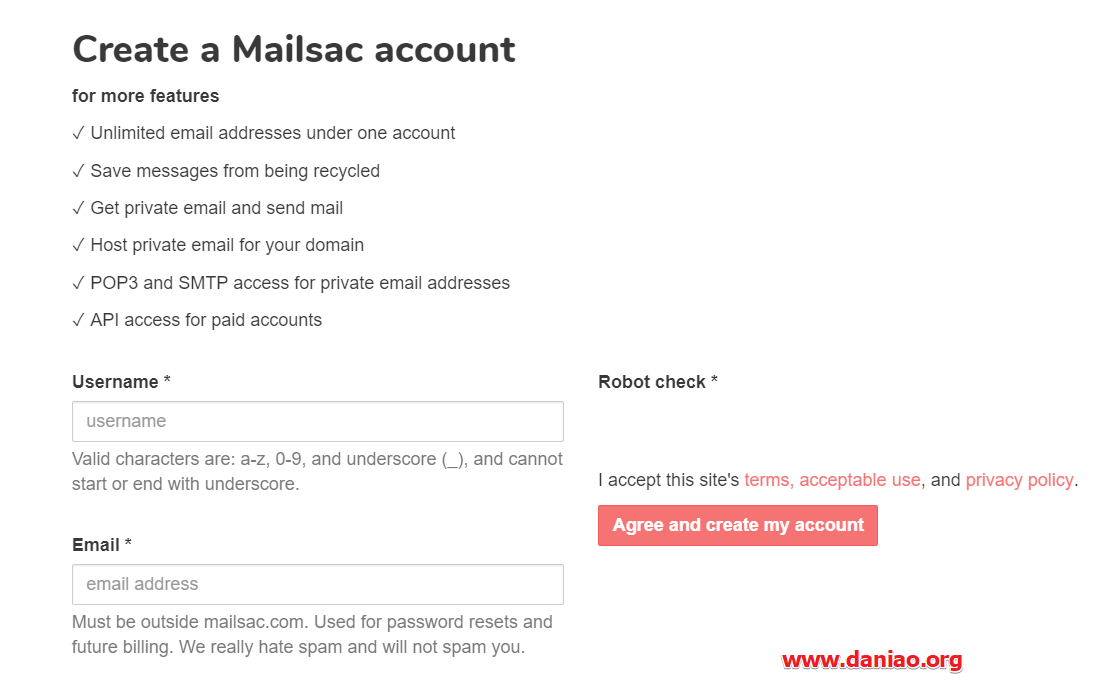 Create a Mailsac account
for more features
✓ Unlimited email addresses under one account
✓ Save messages from being recycled
✓ Get private email and send mail
✓ Host private email for your domain
✓ POP3 and SMTP access for private email addresses
✓ API access for paid accounts
Username *
username
Valid characters are: a-z, 0-9, and underscore (_), and cannot
start or end with underscore.
Email *
email address
Must be outside mailsac.com. Used for password resets and
future billing. We really hate spam and will not spam you.
Robot check *
I accept this site's terms, acceptable use, and privacy policy.
Agree and create my account
www.daniao.org